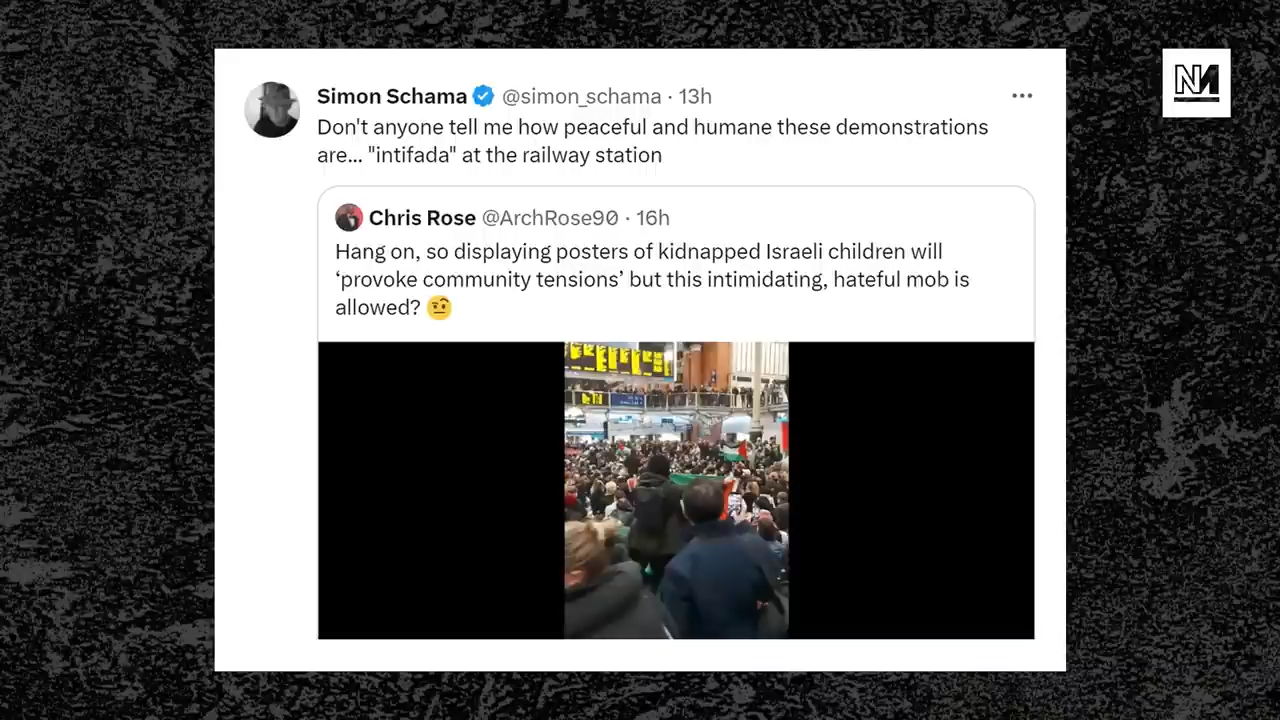 Simon Schama @simon_schama · 13h
Don't anyone tell me how peaceful and humane these demonstrations
are... "intifada" at the railway station
Chris Rose @ArchRose90 · 16h
Hang on, so displaying posters of kidnapped Israeli children will
‘provoke community tensions’ but this intimidating, hateful mob is
allowed? 🤨
NM